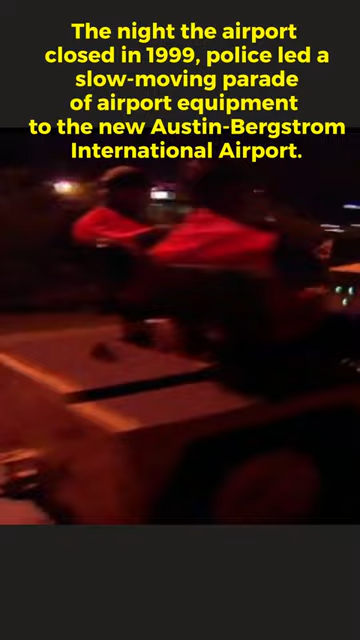 The night the airport
closed in 1999, police led a
slow-moving parade
of airport equipment
to the new Austin-Bergstrom
International Airport.